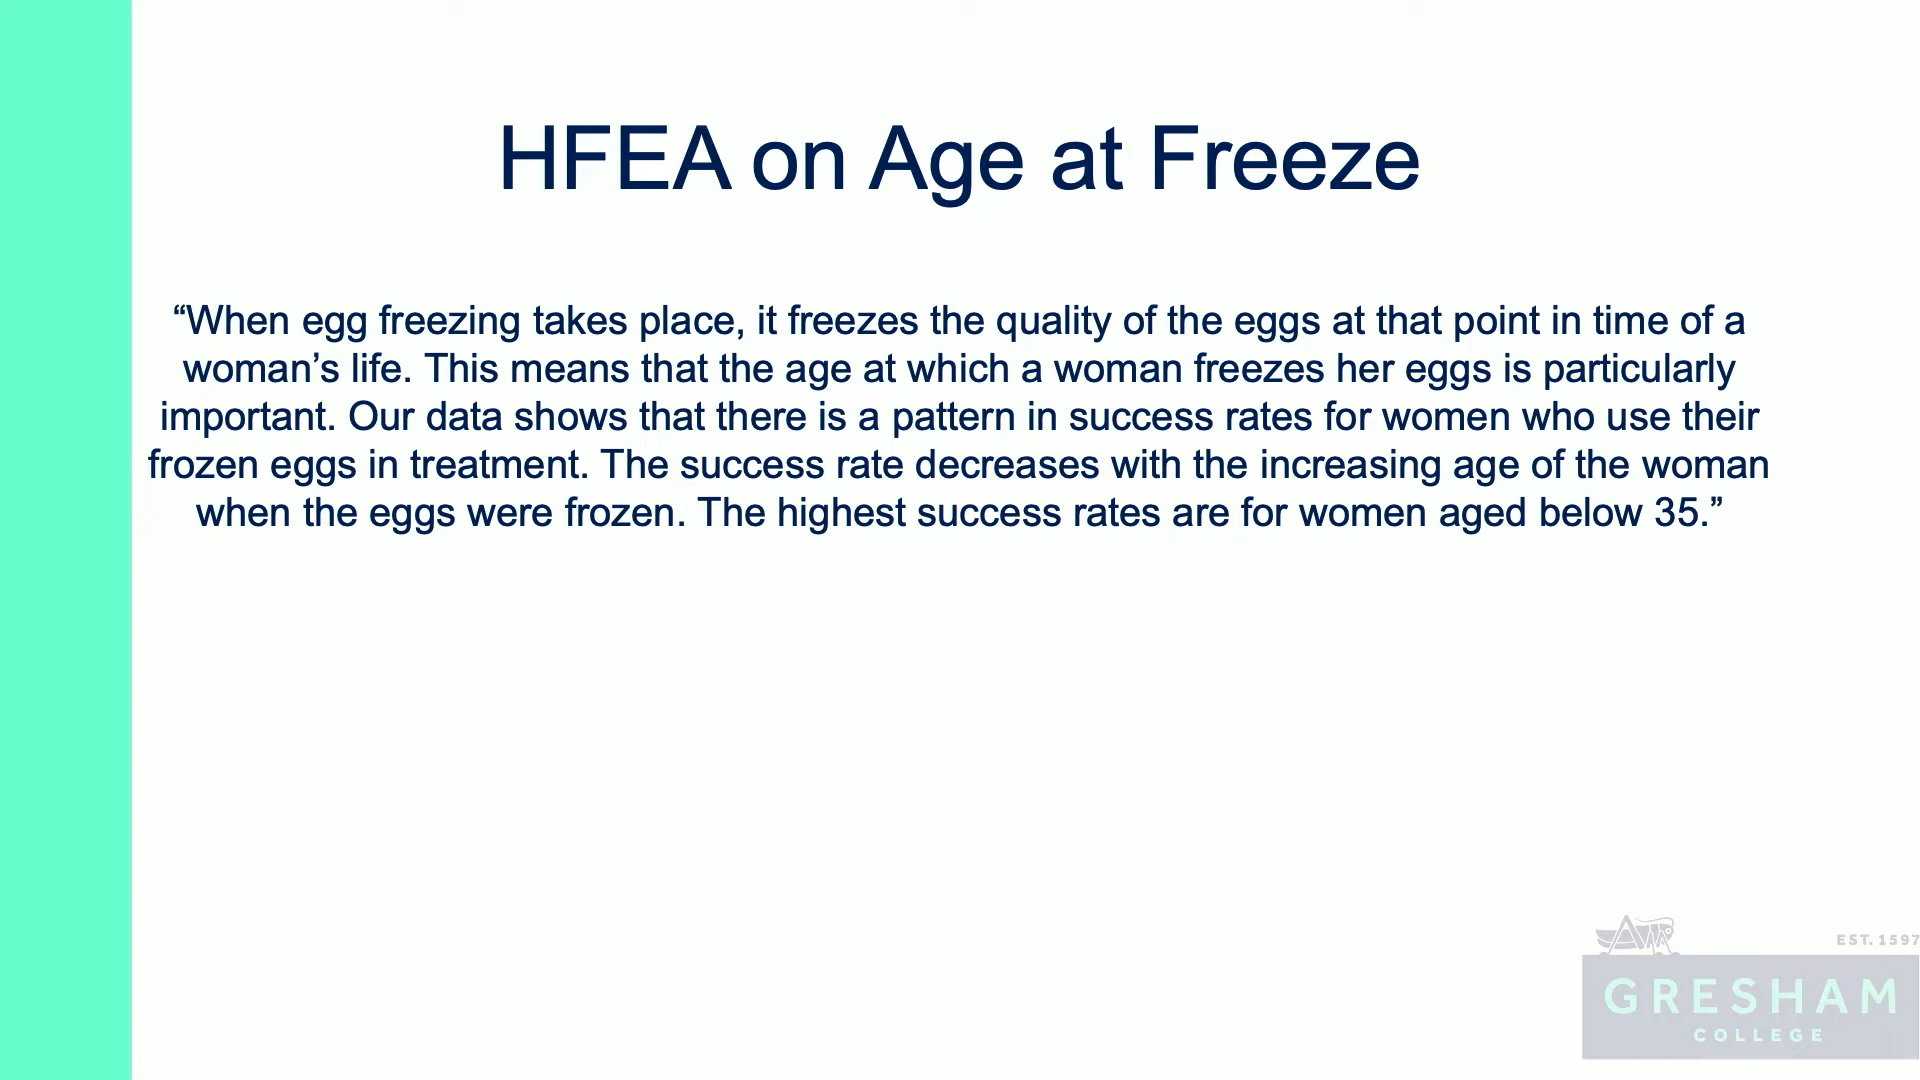 HFEA on Age at Freeze
“When egg freezing takes place, it freezes the quality of the eggs at that point in time of a
woman’s life. This means that the age at which a woman freezes her eggs is particularly
important. Our data shows that there is a pattern in success rates for women who use their
frozen eggs in treatment. The success rate decreases with the increasing age of the woman
when the eggs were frozen. The highest success rates are for women aged below 35.”
EST. 1597
GRESHAM
COLLEGE